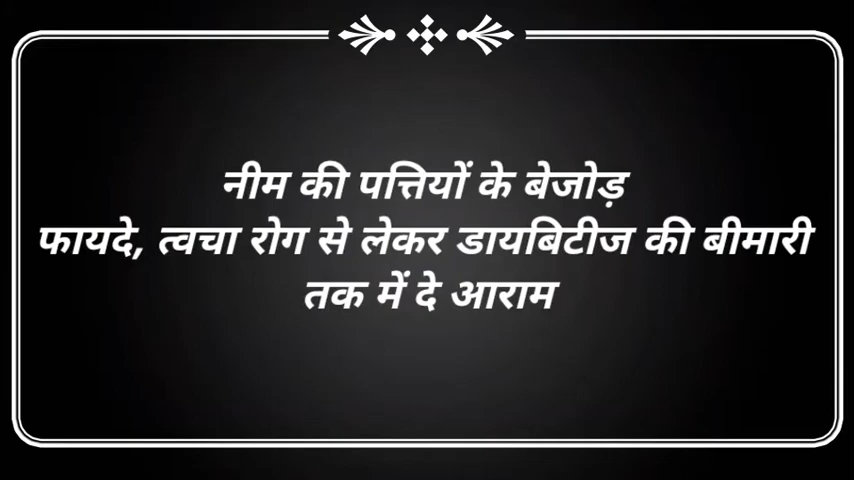 नीम की पत्तियों के बेजोड़
फायदे, त्वचा रोग से लेकर डायबिटीज की बीमारी
तक में दे आराम